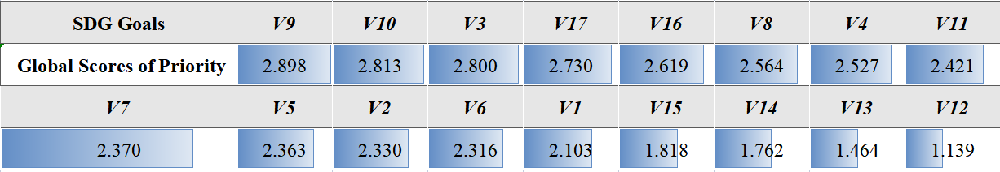 SDG Goals V9 V10 V3 V17 V16 V8 V4 V11
Global Scores of Priority 2.898 2.813 2.800 2.730 2.619 2.564 2.527 2.421
V7 V5 V2 V6 V1 V15 V14 V13 V12
2.370 2.363 2.330 2.316 2.103 1.818 1.762 1.464 1.139